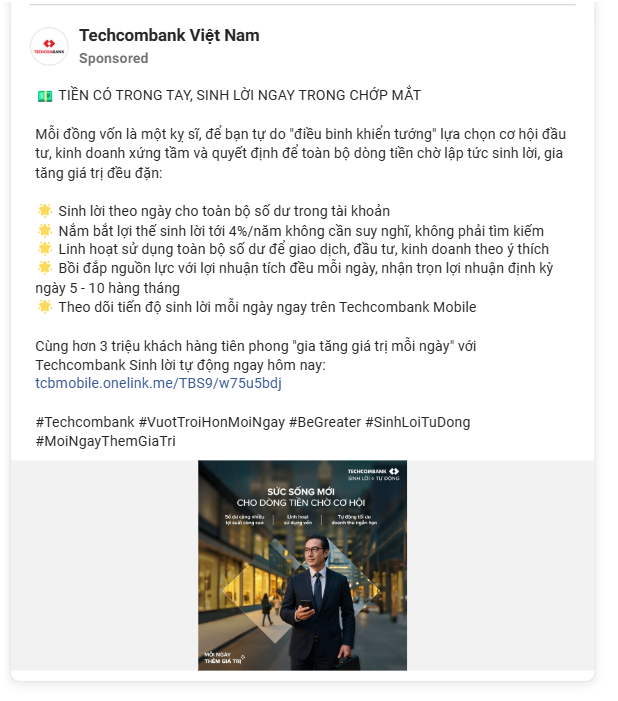 TECHCOMBANK
Techcombank Việt Nam
Sponsored
💵 TIỀN CÓ TRONG TAY, SINH LỜI NGAY TRONG CHỚP MẮT
Mỗi đồng vốn là một kỵ sĩ, để bạn tự do "điều binh khiển tướng" lựa chọn cơ hội đầu
tư, kinh doanh xứng tầm và quyết định để toàn bộ dòng tiền chờ lập tức sinh lời, gia
tăng giá trị đều đặn:
🌟 Sinh lời theo ngày cho toàn bộ số dư trong tài khoản
🌟 Nắm bắt lợi thế sinh lời tới 4%/năm không cần suy nghĩ, không phải tìm kiếm
🌟 Linh hoạt sử dụng toàn bộ số dư để giao dịch, đầu tư, kinh doanh theo ý thích
🌟 Bồi đắp nguồn lực với lợi nhuận tích đều mỗi ngày, nhận trọn lợi nhuận định kỳ
ngày 5 - 10 hàng tháng
🌟 Theo dõi tiến độ sinh lời mỗi ngày ngay trên Techcombank Mobile
Cùng hơn 3 triệu khách hàng tiên phong "gia tăng giá trị mỗi ngày" với
Techcombank Sinh lời tự động ngay hôm nay:
tcbmobile.onelink.me/TBS9/w75u5bdj
#Techcombank #VuotTroiHonMoiNgay #BeGreater #SinhLoiTuDong
#MoiNgayThemGiaTri
TECHCOMBANK
SINH LỜI TỰ ĐỘNG
SỨC SỐNG MỚI
CHO DÒNG TIỀN CHỜ CƠ HỘI
Số dư càng nhiều
lợi suất càng cao
Linh hoạt
sử dụng vốn
Tự động tối ưu
doanh thu ngắn hạn
MỖI NGÀY
THÊM GIÁ TRỊ